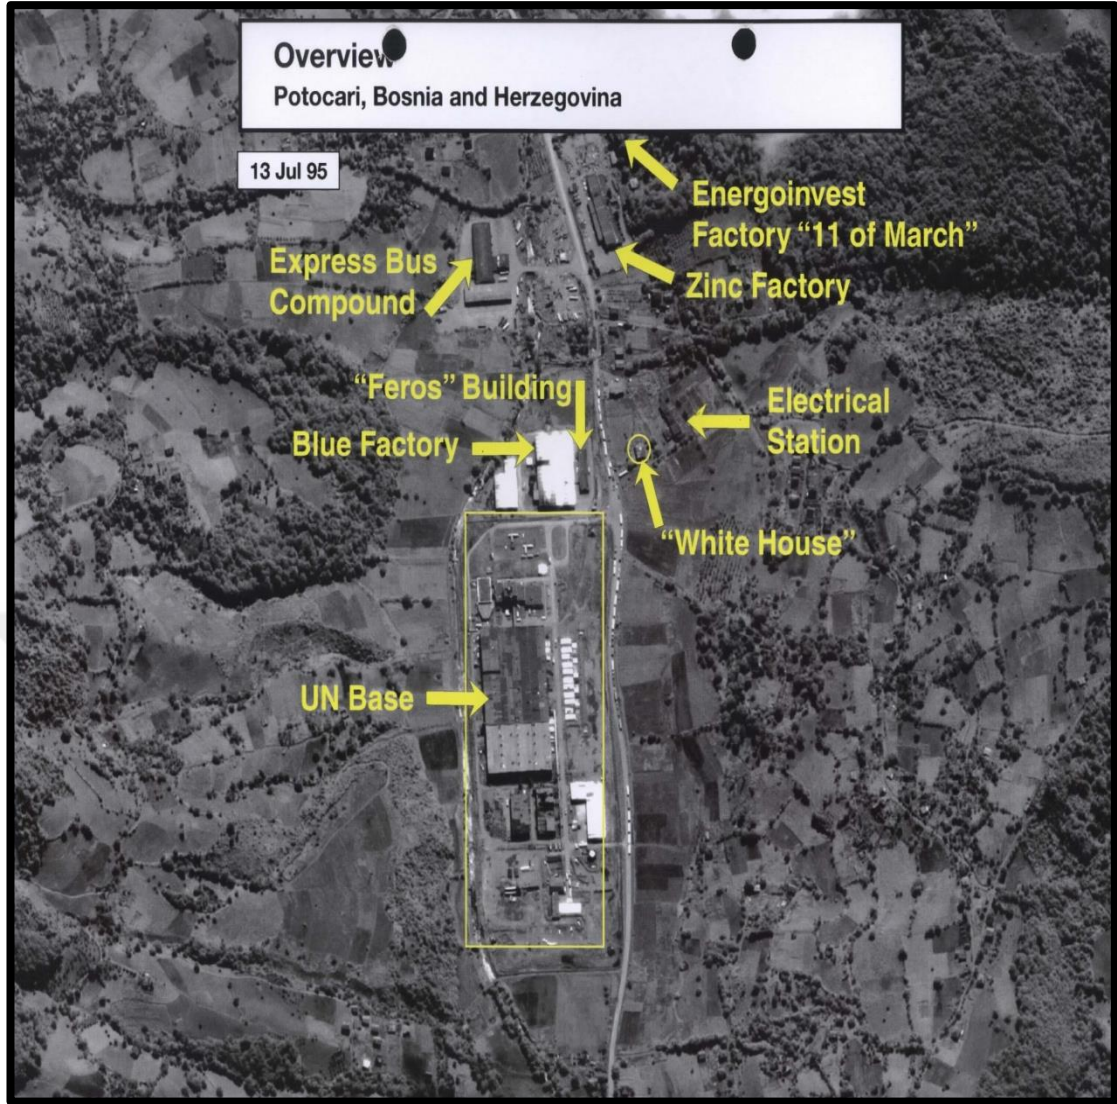 Overview
Potocari, Bosnia and Herzegovina
13 Jul 95
Energoinvest
Factory “11 of March”
Express Bus
Compound
Zinc Factory
“Feros” Building
Electrical
Station
Blue Factory
“White House”
UN Base